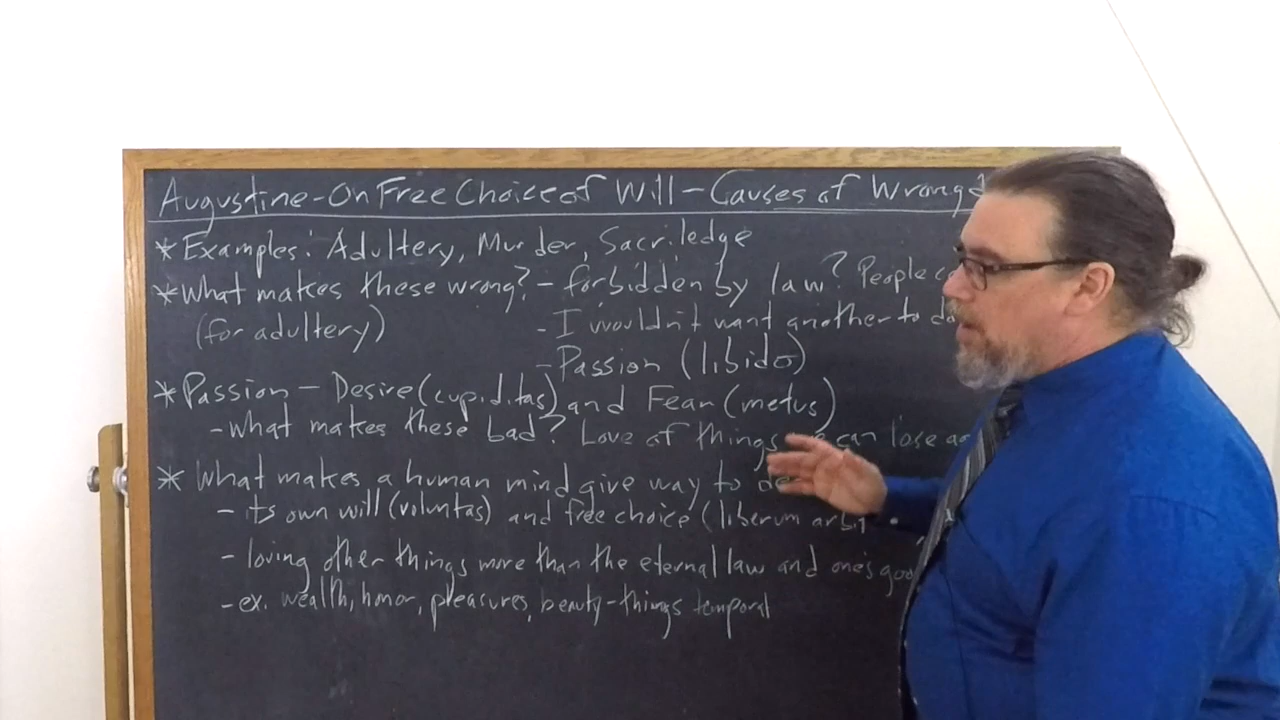 Augustine-On Free Choice of Will - Causes of Wrong
* Examples: Adultery, Murder, Sacriledge
* What makes these wrong? - forbidden by law? People
(for adultery)
- I wouldn't want another to do
- Passion (libido)
* Passion - Desire (cupiditas) and Fear (metus)
- what makes these bad? Love of things can lose
* What makes a human mind give way to
- its own will (voluntas) and free choice (liberum
- loving other things more than the eternal law and one's
- ex. wealth, honor, pleasures, beauty - things temporal